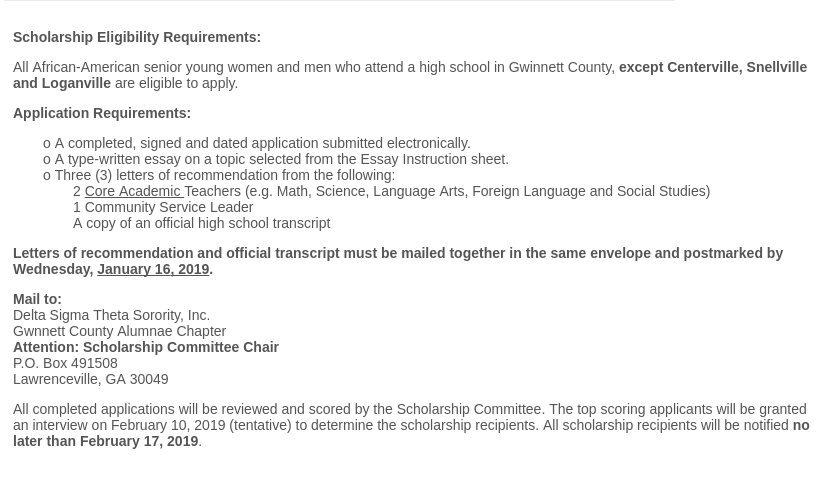 Scholarship Eligibility Requirements:
All African-American senior young women and men who attend a high school in Gwinnett County, except Centerville, Snellville
and Loganville are eligible to apply.
Application Requirements:
o A completed, signed and dated application submitted electronically.
o A type-written essay on a topic selected from the Essay Instruction sheet.
o Three (3) letters of recommendation from the following:
2 Core Academic Teachers (e.g. Math, Science, Language Arts, Foreign Language and Social Studies)
1 Community Service Leader
A copy of an official high school transcript
Letters of recommendation and official transcript must be mailed together in the same envelope and postmarked by
Wednesday, January 16, 2019.
Mail to:
Delta Sigma Theta Sorority, Inc.
Gwnnett County Alumnae Chapter
Attention: Scholarship Committee Chair
P.O. Box 491508
Lawrenceville, GA 30049
All completed applications will be reviewed and scored by the Scholarship Committee. The top scoring applicants will be granted
an interview on February 10, 2019 (tentative) to determine the scholarship recipients. All scholarship recipients will be notified no
later than February 17, 2019.